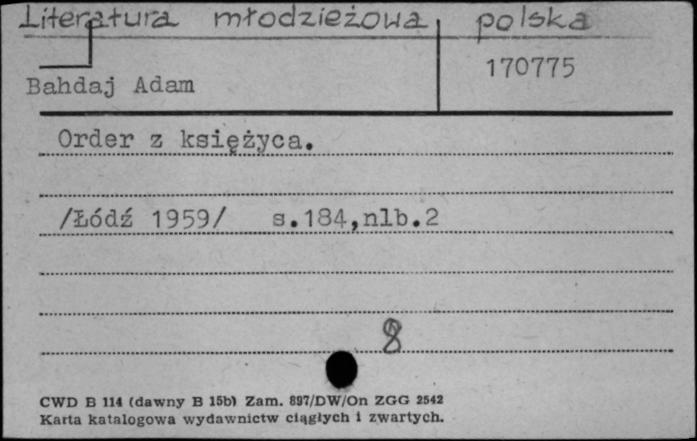 Literatura młodzieżowa polska
170775
Bahdaj Adam
Order z księżyca.
/Łódź 1959/ s.184,nlb.2
8
CWD B 114 (dawny B 15b) Zam. 897/DW/On ZGG 2542
Karta katalogowa wydawnictw ciągłych i zwartych.